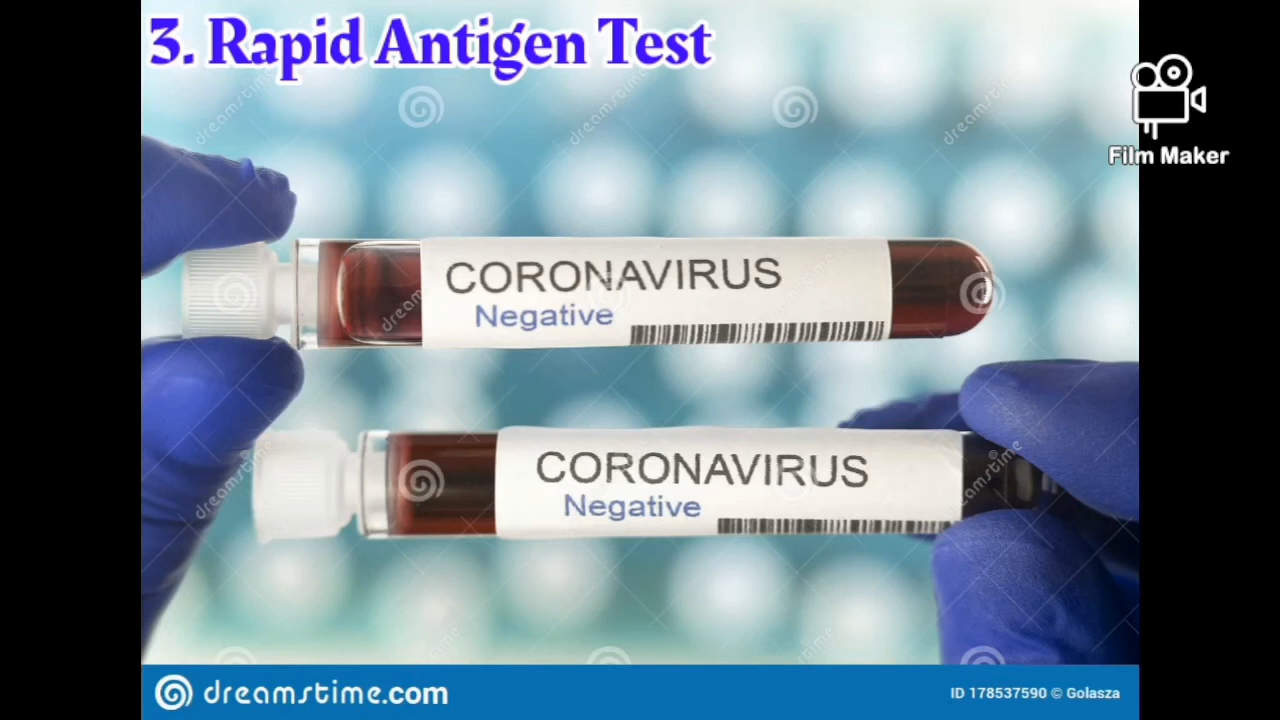 3. Rapid Antigen Test
Film Maker
CORONAVIRUS
Negative
CORONAVIRUS
Negative
dreamstime.com
ID 178537590 © Golasza